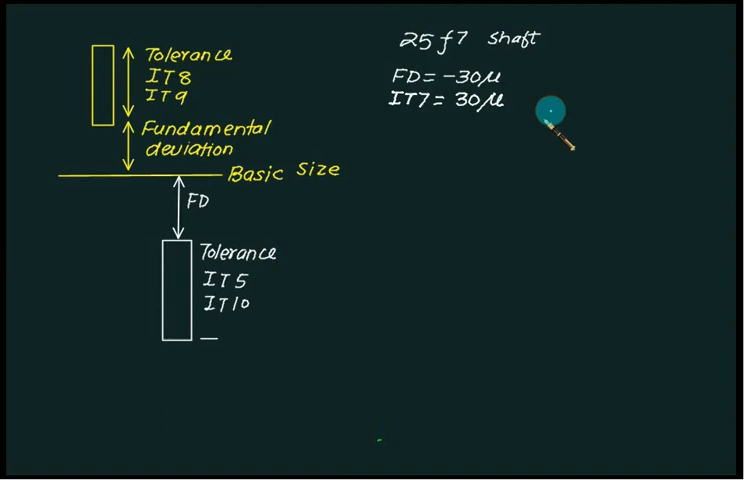 Tolerance
IT8
IT9
Fundamental
deviation
Basic Size
FD
Tolerance
IT5
IT10
25 f7 shaft
FD = -30μ
IT7 = 30μ